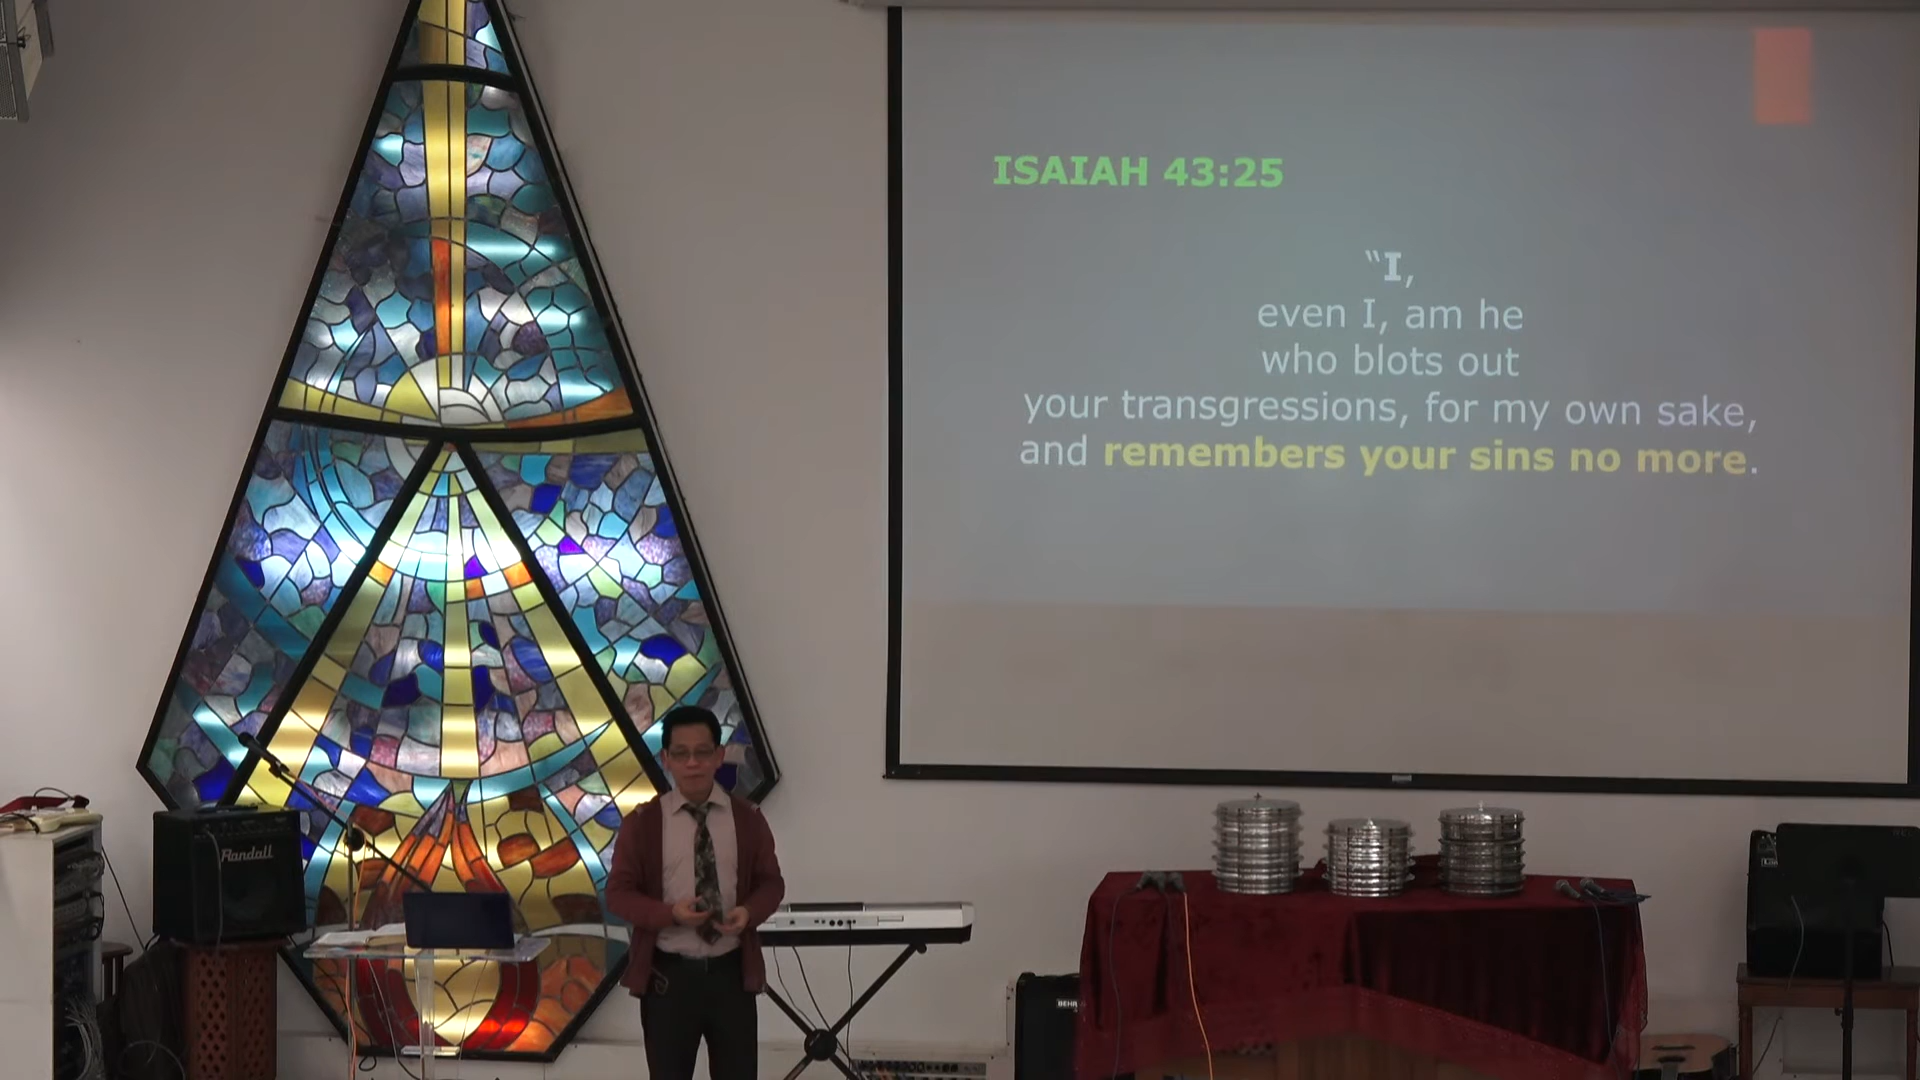 ISAIAH 43:25
“I,
even I, am he
who blots out
your transgressions, for my own sake,
and remembers your sins no more.
Randall